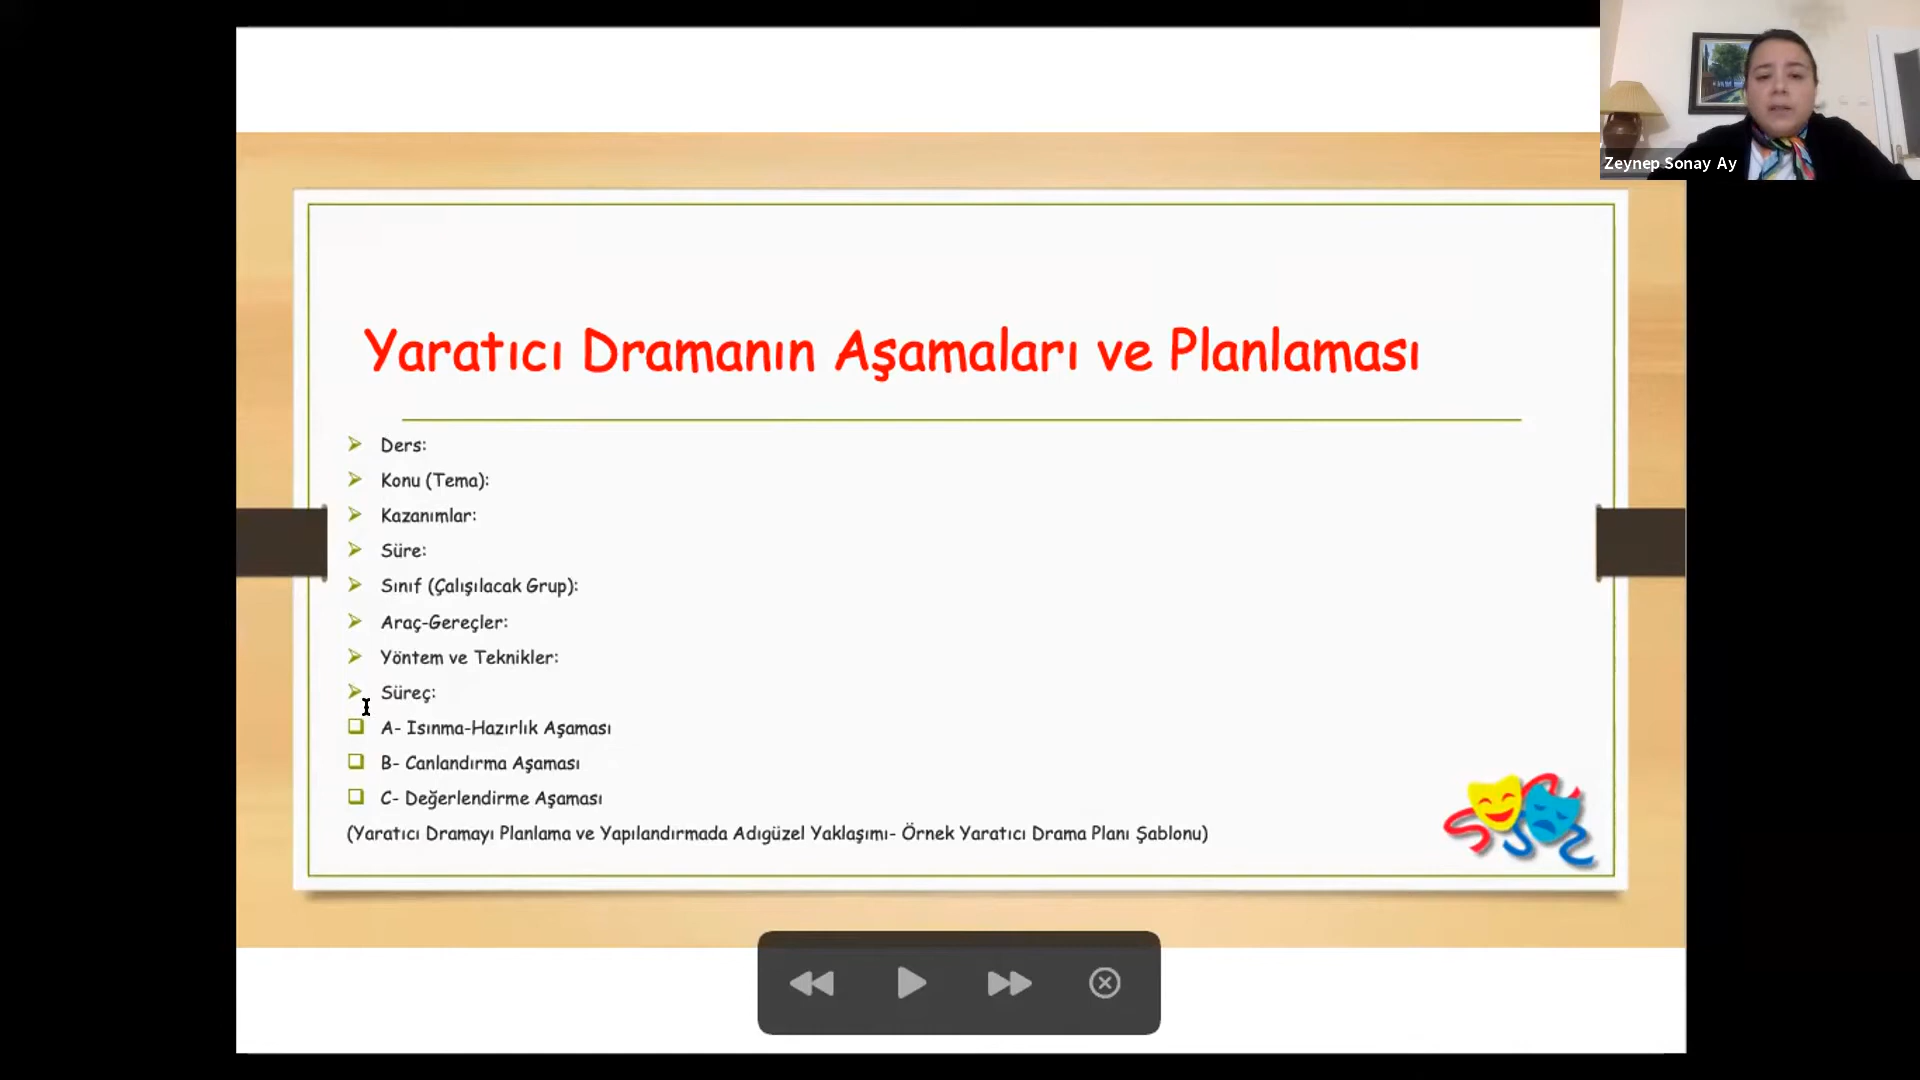 Zeynep Sonay Ay
Yaratıcı Dramanın Aşamaları ve Planlaması
Ders:
Konu (Tema):
Kazanımlar:
Süre:
Sınıf (Çalışılacak Grup):
Araç-Gereçler:
Yöntem ve Teknikler:
Süreç:
A- Isınma-Hazırlık Aşaması
B- Canlandırma Aşaması
C- Değerlendirme Aşaması
(Yaratıcı Dramayı Planlama ve Yapılandırmada Adıgüzel Yaklaşımı- Örnek Yaratıcı Drama Planı Şablonu)